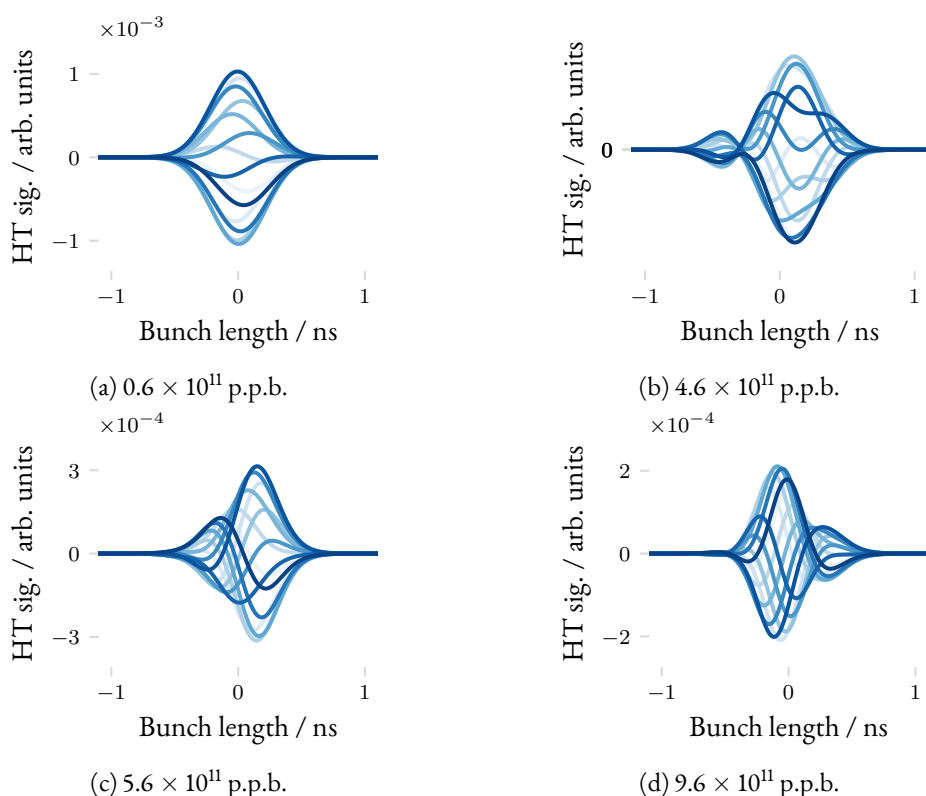 ×10⁻³
HT sig. / arb. units
1
0
−1
−1 0 1
Bunch length / ns
(a) 0.6 × 10¹¹ p.p.b.
HT sig. / arb. units
0
−1 0 1
Bunch length / ns
(b) 4.6 × 10¹¹ p.p.b.
×10⁻⁴
HT sig. / arb. units
3
0
−3
−1 0 1
Bunch length / ns
(c) 5.6 × 10¹¹ p.p.b.
×10⁻⁴
HT sig. / arb. units
2
0
−2
−1 0 1
Bunch length / ns
(d) 9.6 × 10¹¹ p.p.b.